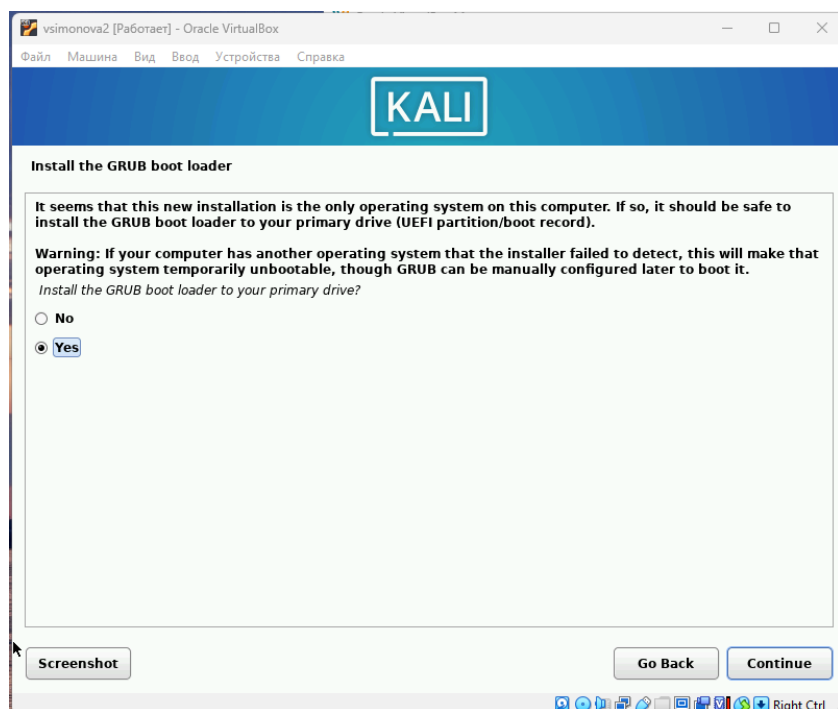 vsimonova2 [Работает] - Oracle VirtualBox
Файл Машина Вид Ввод Устройства Справка
KALI
Install the GRUB boot loader
It seems that this new installation is the only operating system on this computer. If so, it should be safe to
install the GRUB boot loader to your primary drive (UEFI partition/boot record).
Warning: If your computer has another operating system that the installer failed to detect, this will make that
operating system temporarily unbootable, though GRUB can be manually configured later to boot it.
Install the GRUB boot loader to your primary drive?
No
Yes
Screenshot Go Back Continue
Right Ctrl